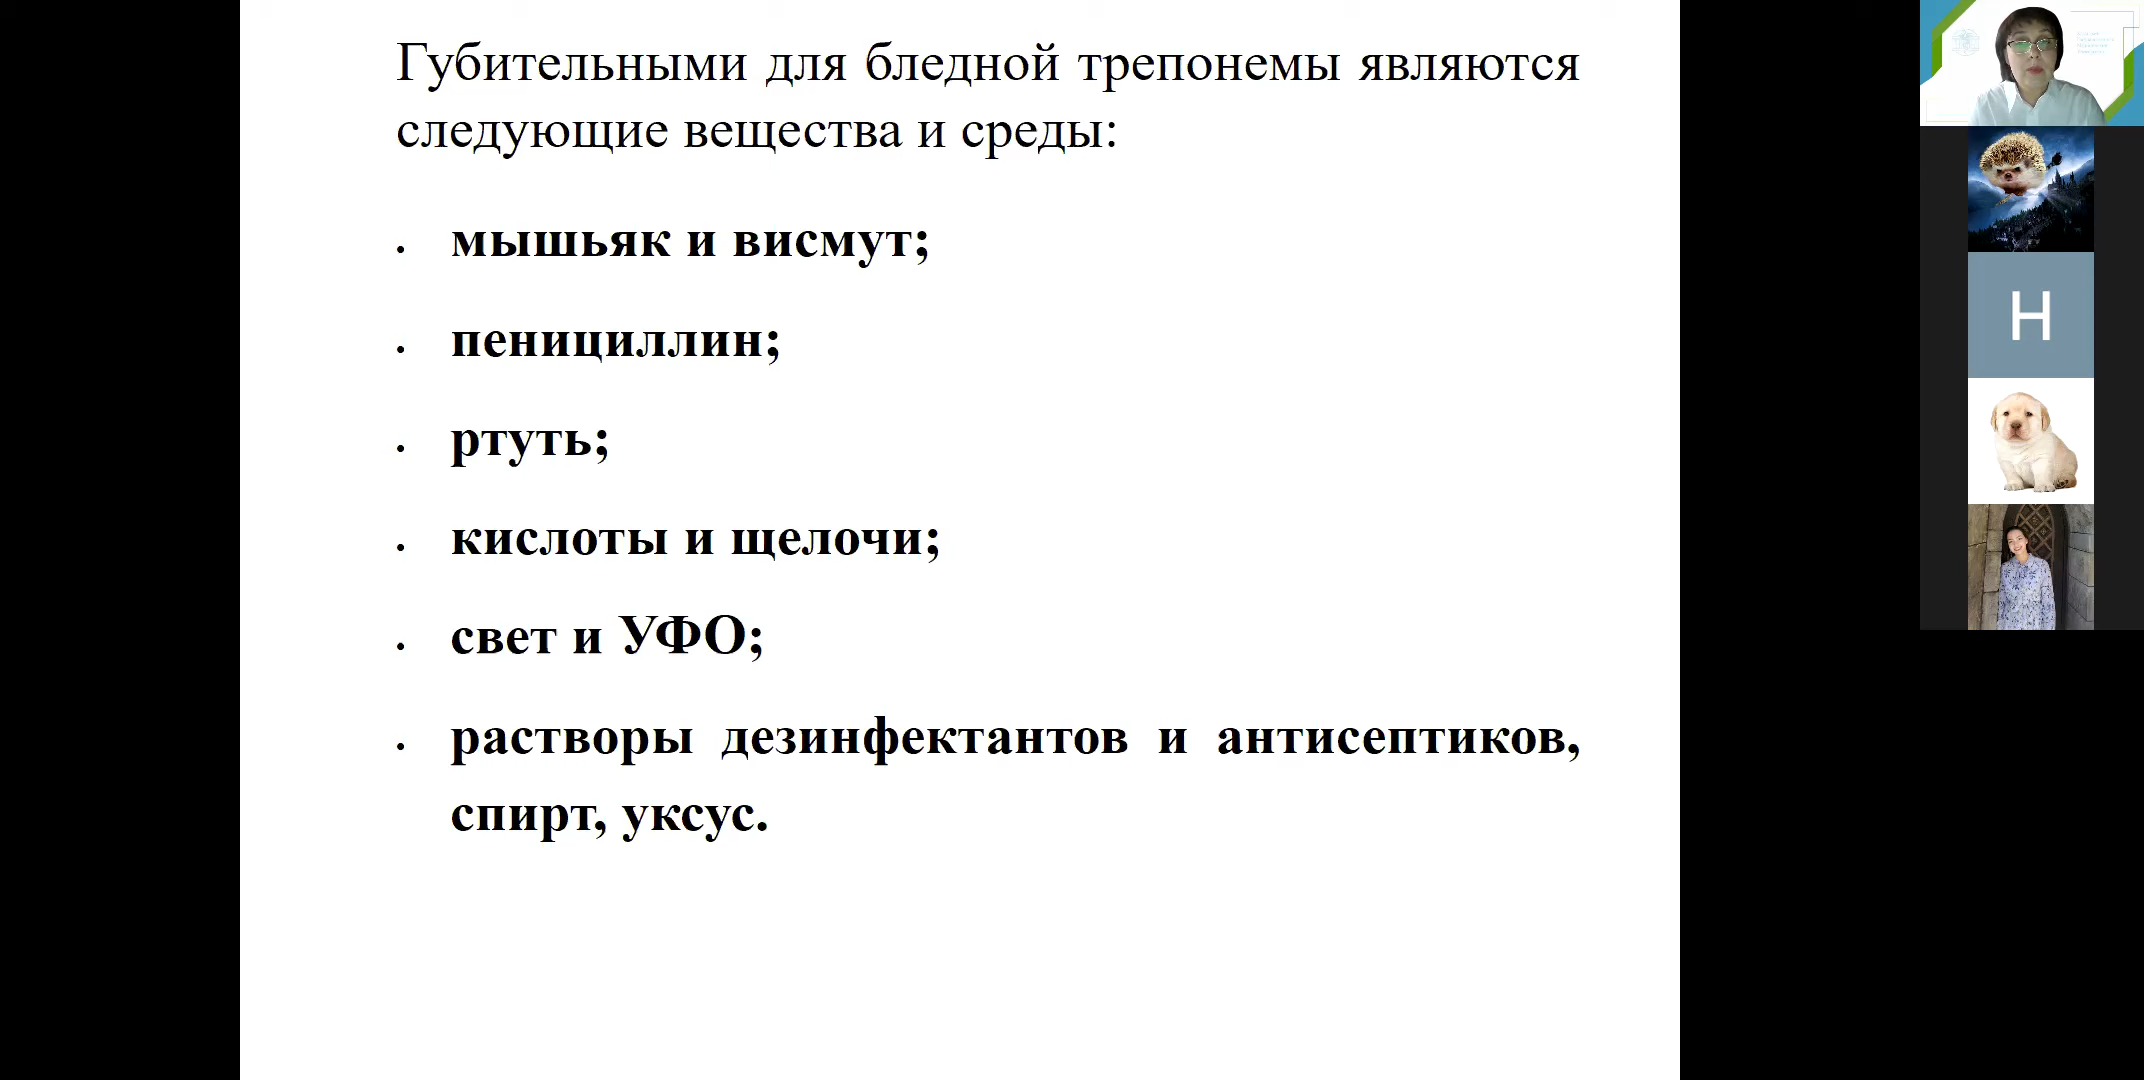 Губительными для бледной трепонемы являются
следующие вещества и среды:
• мышьяк и висмут;
• пенициллин;
• ртуть;
• кислоты и щелочи;
• свет и УФО;
• растворы дезинфектантов и антисептиков,
спирт, уксус.
H